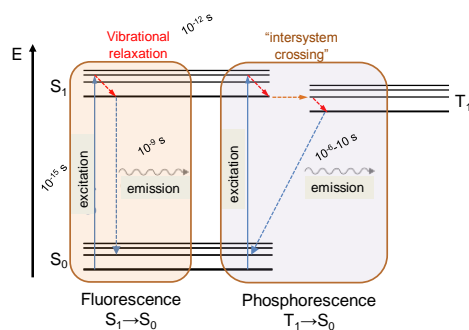 10⁻¹² s
Vibrational
relaxation
“intersystem
crossing”
E
S₁
T₁
10⁻¹⁵ s
excitation
10⁻⁹ s
emission
excitation
10⁻⁶-10 s
emission
S₀
Fluorescence
S₁→S₀
Phosphorescence
T₁→S₀